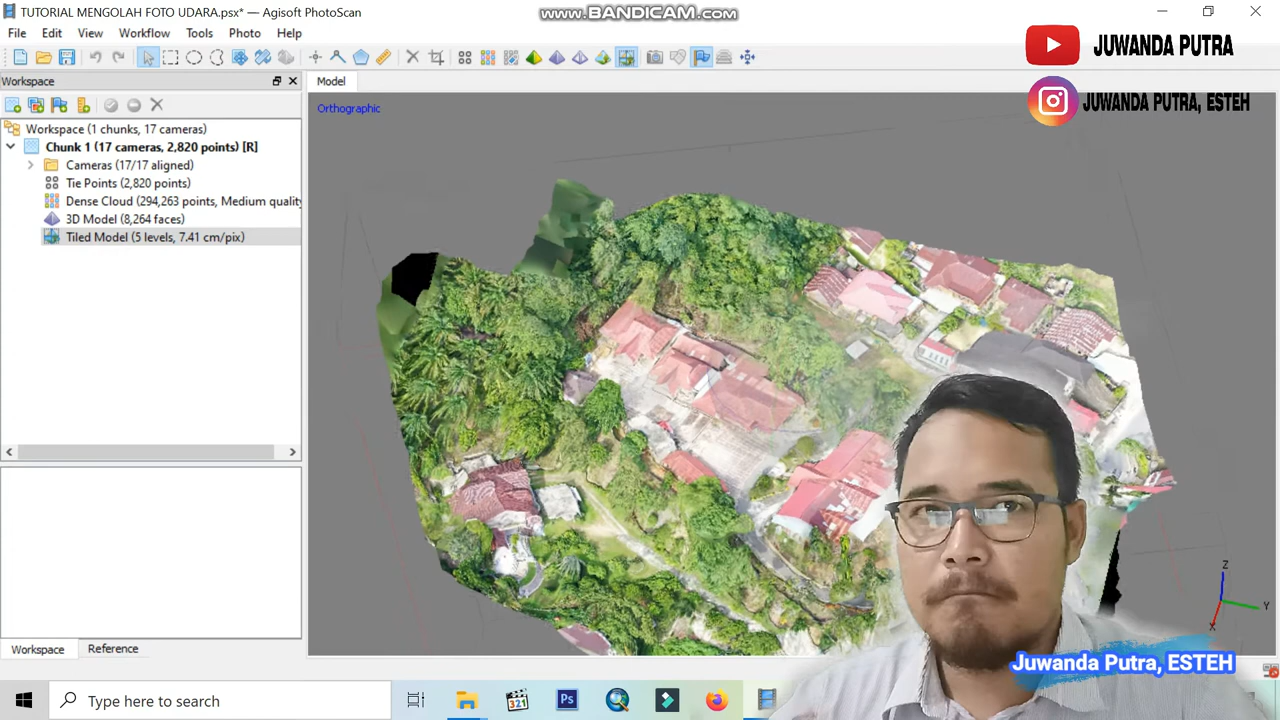 TUTORIAL MENGOLAH FOTO UDARA.psx* — Agisoft PhotoScan
www.BANDICAM.com
File Edit View Workflow Tools Photo Help
JUWANDA PUTRA
JUWANDA PUTRA, ESTEH
Workspace
Model
Orthographic
Workspace (1 chunks, 17 cameras)
Chunk 1 (17 cameras, 2,820 points) [R]
Cameras (17/17 aligned)
Tie Points (2,820 points)
Dense Cloud (294,263 points, Medium quality
3D Model (8,264 faces)
Tiled Model (5 levels, 7.41 cm/pix)
Z
Y
X
Workspace Reference
Juwanda Putra, ESTEH
Type here to search
321
Ps